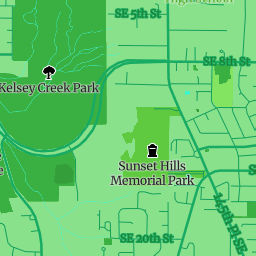 SE 5th St
SE 8th St
Kelsey Creek Park
Sunset Hills
Memorial Park
145th Pl SE
SE 20th St